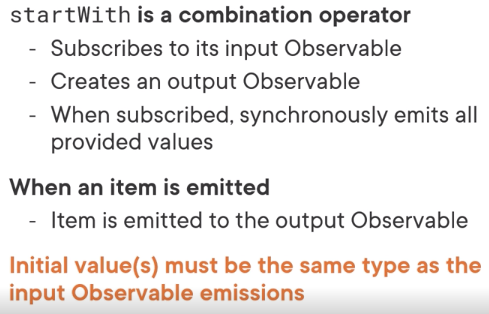 startWith is a combination operator
- Subscribes to its input Observable
- Creates an output Observable
- When subscribed, synchronously emits all
provided values
When an item is emitted
- Item is emitted to the output Observable
Initial value(s) must be the same type as the
input Observable emissions